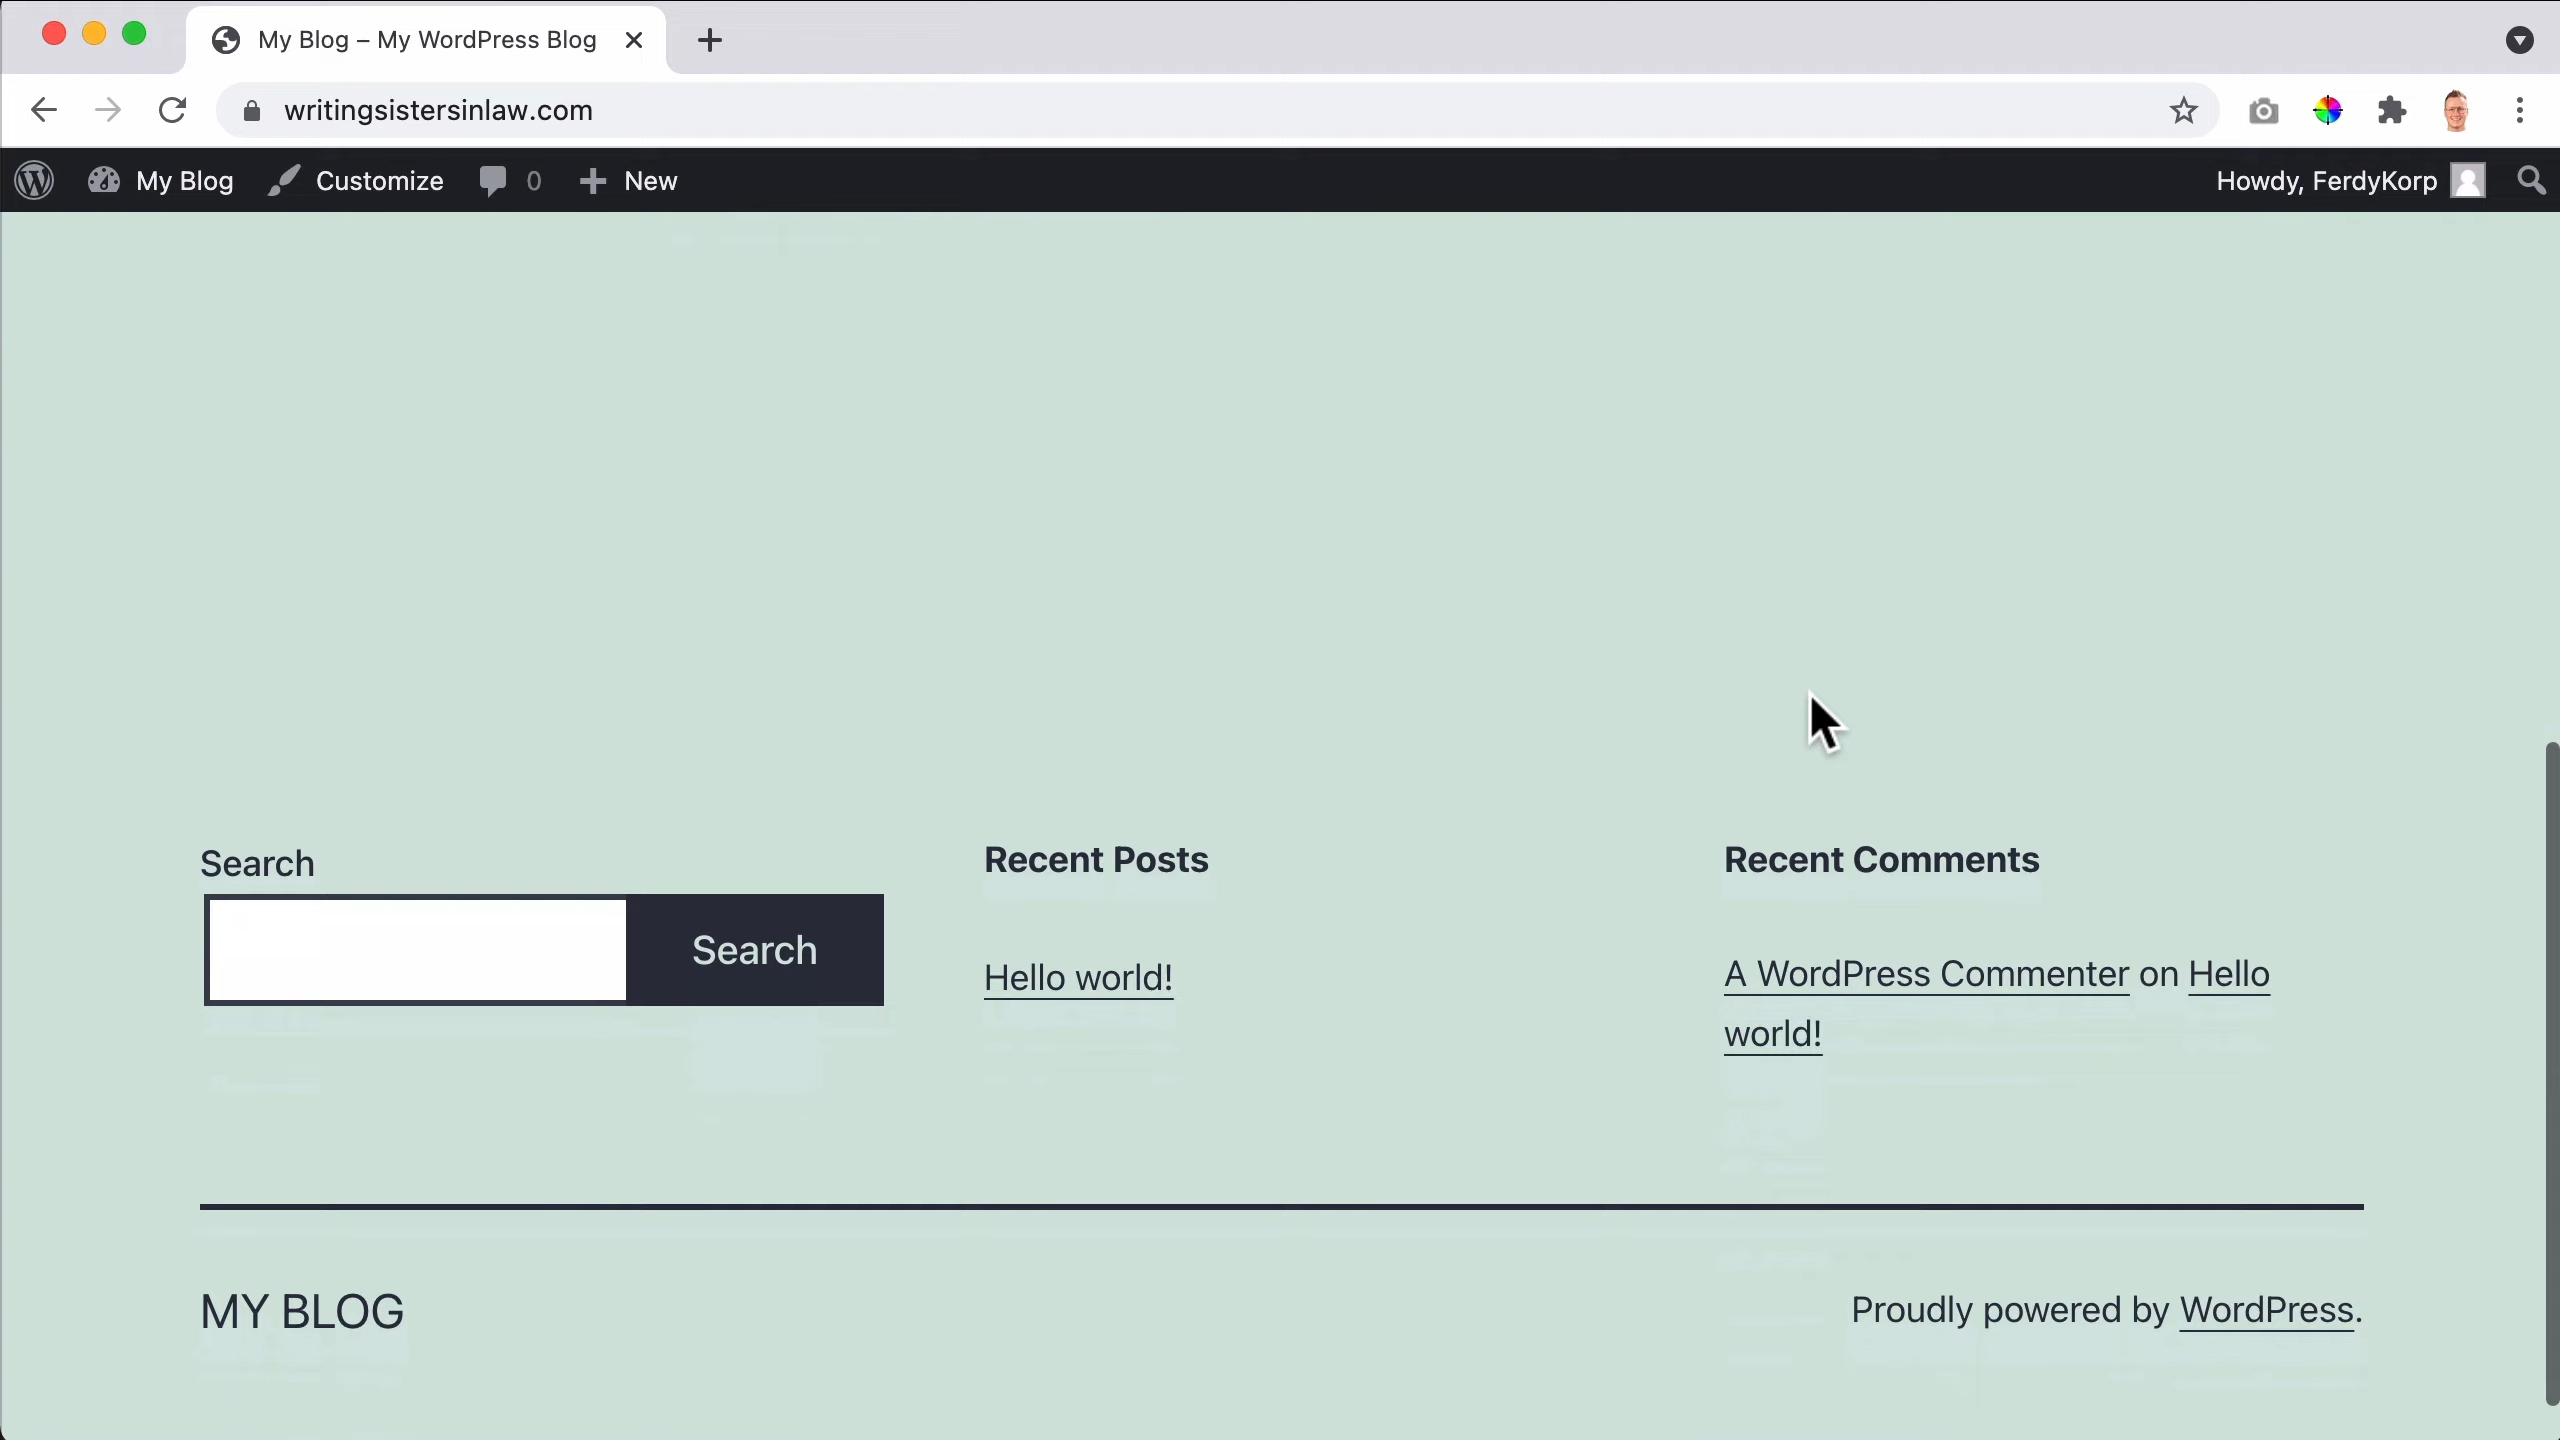 My Blog – My WordPress Blog
writingsistersinlaw.com
My Blog Customize 0 New Howdy, FerdyKorp
Search Recent Posts Recent Comments
Search
Hello world! A WordPress Commenter on Hello
world!
MY BLOG Proudly powered by WordPress.